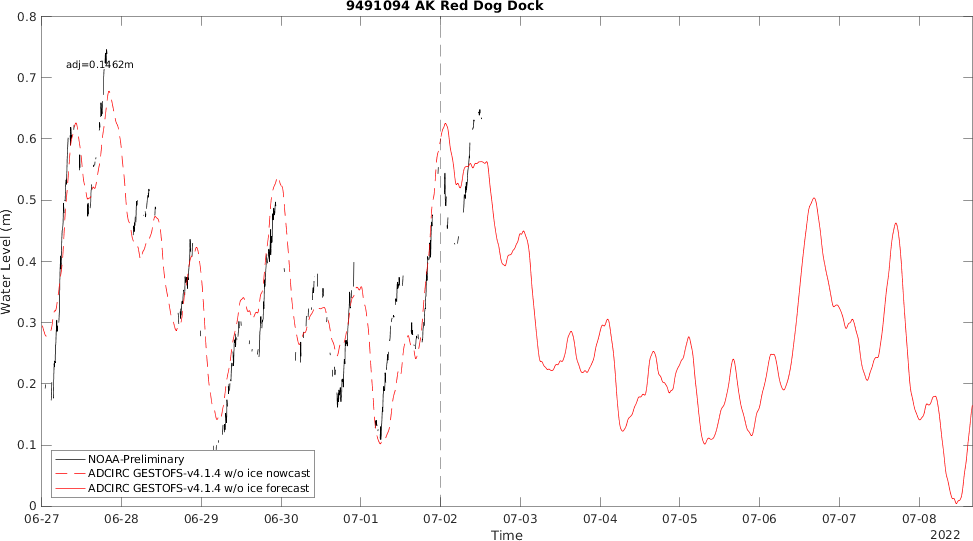 9491094 AK Red Dog Dock
0.8
adj=0.1462m
0.7
0.6
0.5
0.4
0.3
0.2
0.1
0
Water Level (m)
NOAA-Preliminary
ADCIRC GESTOFS-v4.1.4 w/o ice nowcast
ADCIRC GESTOFS-v4.1.4 w/o ice forecast
06-27 06-28 06-29 06-30 07-01 07-02 07-03 07-04 07-05 07-06 07-07 07-08
Time
2022